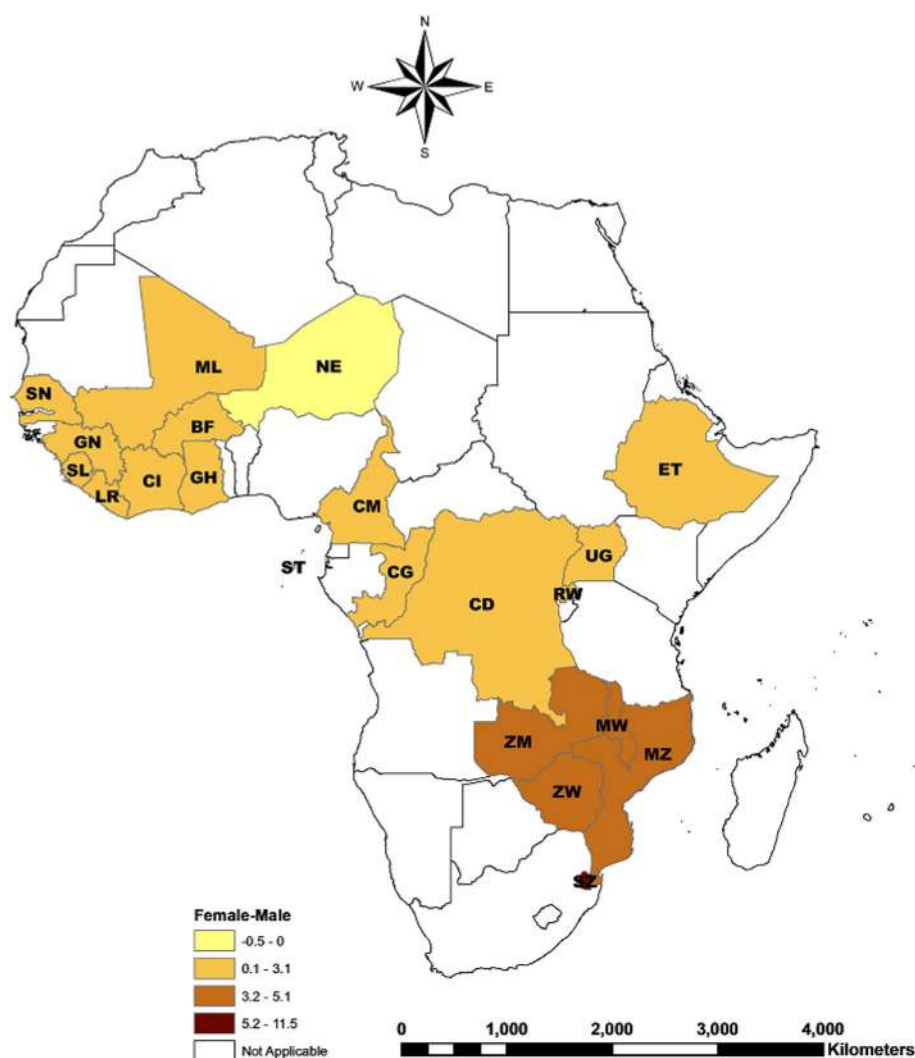 N
W E
S
ML
NE
SN
BF
GN
ET
SL
CI
GH
LR
CM
UG
ST
CG
RW
CD
MW
ZM
MZ
ZW
SZ
Female-Male
-0.5 - 0
0.1 - 3.1
3.2 - 5.1
5.2 - 11.5
Not Applicable
0 1,000 2,000 3,000 4,000
Kilometers